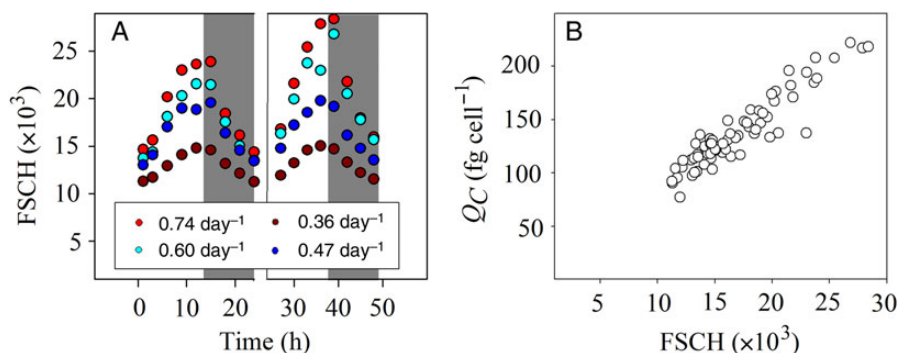 A
FSCH (×10³)
25
20
15
10
5
0.74 day⁻¹
0.36 day⁻¹
0.60 day⁻¹
0.47 day⁻¹
0
10
20
30
40
50
Time (h)
B
Q_C (fg cell⁻¹)
200
150
100
50
5
10
15
20
25
30
FSCH (×10³)